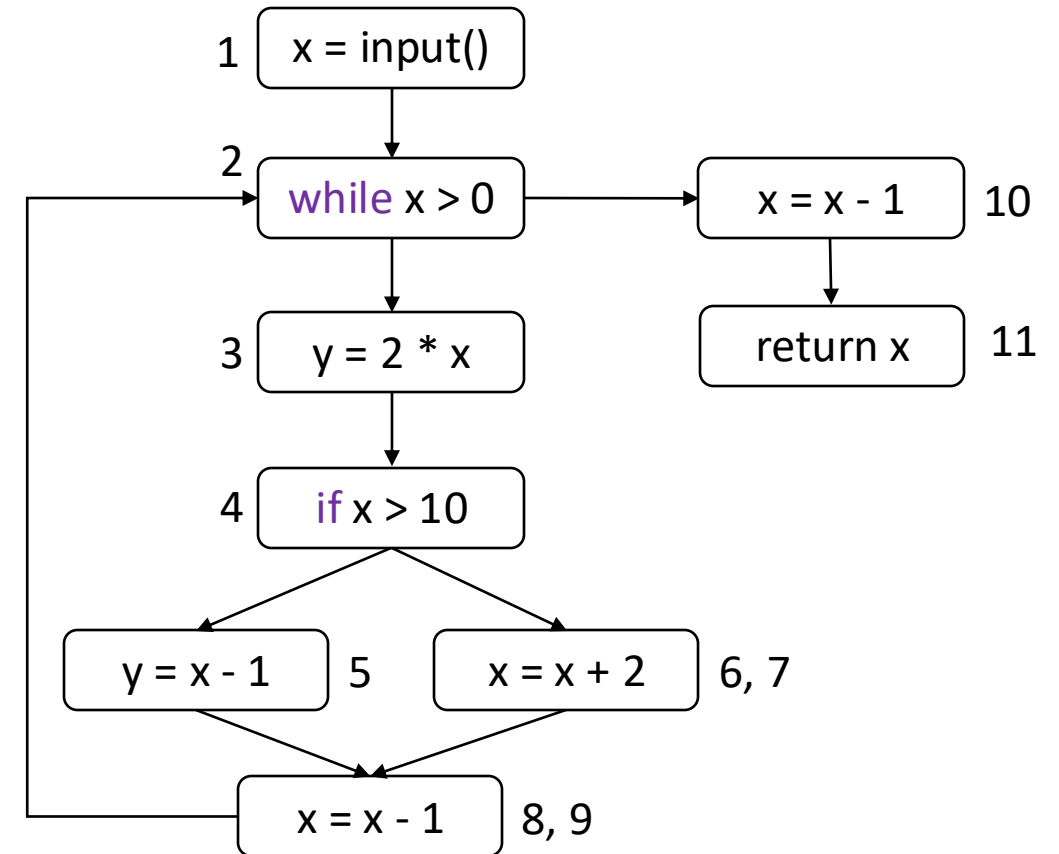 1 x = input()
2 while x > 0
x = x - 1 10
3 y = 2 * x
return x 11
4 if x > 10
y = x - 1 5
x = x + 2 6, 7
x = x - 1 8, 9